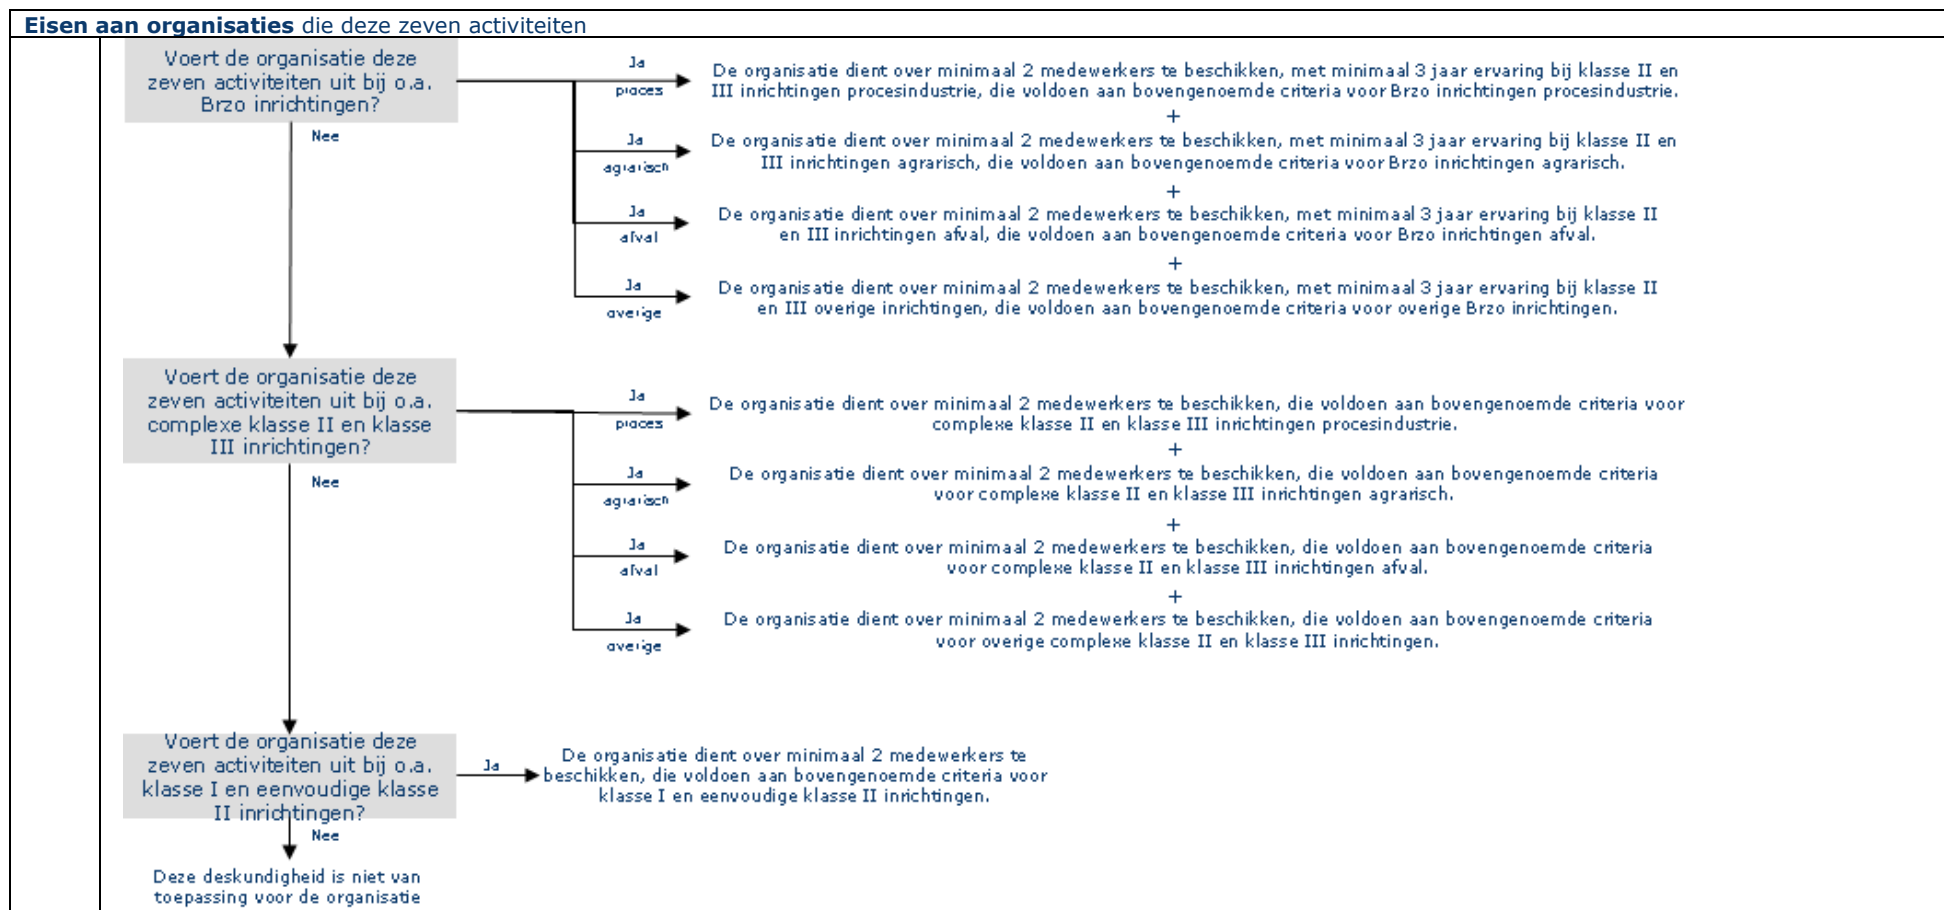 Eisen aan organisaties die deze zeven activiteiten
Voert de organisatie deze
zeven activiteiten uit bij o.a.
Brzo inrichtingen?
Nee
Ja
proces
De organisatie dient over minimaal 2 medewerkers te beschikken, met minimaal 3 jaar ervaring bij klasse II en
III inrichtingen procesindustrie, die voldoen aan bovengenoemde criteria voor Brzo inrichtingen procesindustrie.
+
Ja
agrarisch
De organisatie dient over minimaal 2 medewerkers te beschikken, met minimaal 3 jaar ervaring bij klasse II en
III inrichtingen agrarisch, die voldoen aan bovengenoemde criteria voor Brzo inrichtingen agrarisch.
+
Ja
afval
De organisatie dient over minimaal 2 medewerkers te beschikken, met minimaal 3 jaar ervaring bij klasse II
en III inrichtingen afval, die voldoen aan bovengenoemde criteria voor Brzo inrichtingen afval.
+
Ja
overige
De organisatie dient over minimaal 2 medewerkers te beschikken, met minimaal 3 jaar ervaring bij klasse II
en III overige inrichtingen, die voldoen aan bovengenoemde criteria voor overige Brzo inrichtingen.
Voert de organisatie deze
zeven activiteiten uit bij o.a.
complexe klasse II en klasse
III inrichtingen?
Nee
Ja
proces
De organisatie dient over minimaal 2 medewerkers te beschikken, die voldoen aan bovengenoemde criteria voor
complexe klasse II en klasse III inrichtingen procesindustrie.
+
Ja
agrarisch
De organisatie dient over minimaal 2 medewerkers te beschikken, die voldoen aan bovengenoemde criteria
voor complexe klasse II en klasse III inrichtingen agrarisch.
+
Ja
afval
De organisatie dient over minimaal 2 medewerkers te beschikken, die voldoen aan bovengenoemde criteria
voor complexe klasse II en klasse III inrichtingen afval.
+
Ja
overige
De organisatie dient over minimaal 2 medewerkers te beschikken, die voldoen aan bovengenoemde criteria
voor overige complexe klasse II en klasse III inrichtingen.
Voert de organisatie deze
zeven activiteiten uit bij o.a.
klasse I en eenvoudige klasse
II inrichtingen?
Ja
De organisatie dient over minimaal 2 medewerkers te
beschikken, die voldoen aan bovengenoemde criteria voor
klasse I en eenvoudige klasse II inrichtingen.
Nee
Deze deskundigheid is niet van
toepassing voor de organisatie